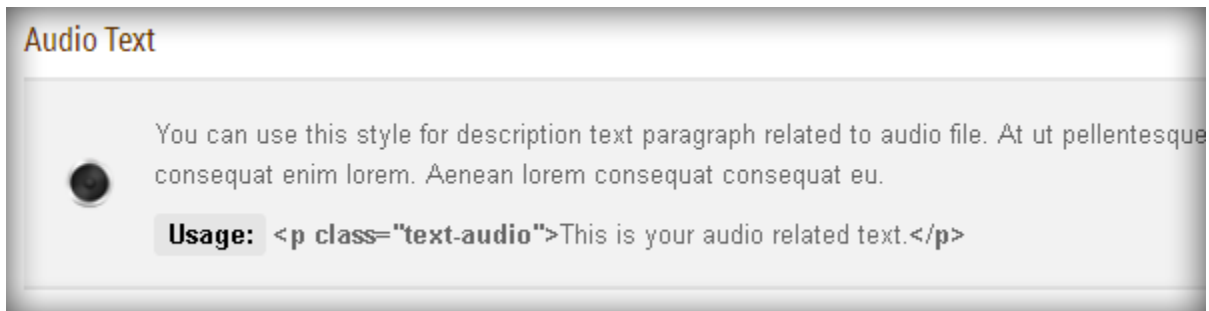 Audio Text
You can use this style for description text paragraph related to audio file. At ut pellentesque
consequat enim lorem. Aenean lorem consequat consequat eu.
Usage: <p class="text-audio">This is your audio related text.</p>